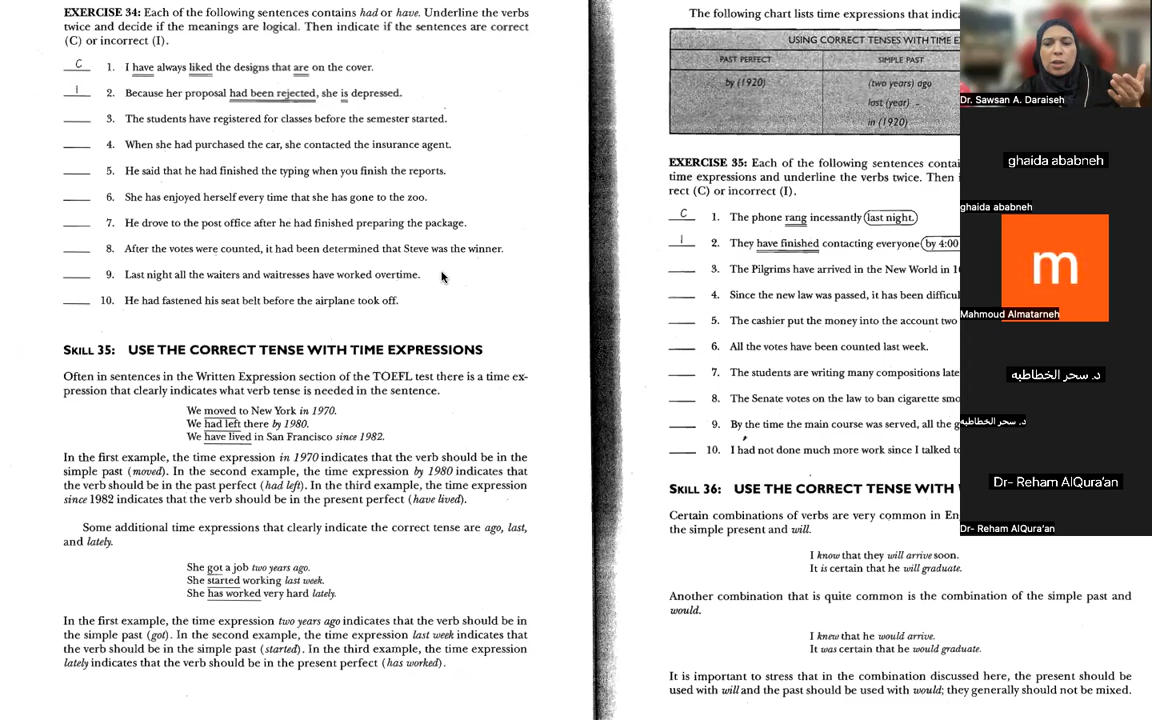 EXERCISE 34: Each of the following sentences contains had or have. Underline the verbs
twice and decide if the meanings are logical. Then indicate if the sentences are correct
(C) or incorrect (I).
C 1. I have always liked the designs that are on the cover.
I 2. Because her proposal had been rejected, she is depressed.
3. The students have registered for classes before the semester started.
4. When she had purchased the car, she contacted the insurance agent.
5. He said that he had finished the typing when you finish the reports.
6. She has enjoyed herself every time that she has gone to the zoo.
7. He drove to the post office after he had finished preparing the package.
8. After the votes were counted, it had been determined that Steve was the winner.
9. Last night all the waiters and waitresses have worked overtime.
10. He had fastened his seat belt before the airplane took off.
SKILL 35: USE THE CORRECT TENSE WITH TIME EXPRESSIONS
Often in sentences in the Written Expression section of the TOEFL test there is a time ex-
pression that clearly indicates what verb tense is needed in the sentence.
We moved to New York in 1970.
We had left there by 1980.
We have lived in San Francisco since 1982.
In the first example, the time expression in 1970 indicates that the verb should be in the
simple past (moved). In the second example, the time expression by 1980 indicates that
the verb should be in the past perfect (had left). In the third example, the time expression
since 1982 indicates that the verb should be in the present perfect (have lived).
Some additional time expressions that clearly indicate the correct tense are ago, last,
and lately.
She got a job two years ago.
She started working last week.
She has worked very hard lately.
In the first example, the time expression two years ago indicates that the verb should be in
the simple past (got). In the second example, the time expression last week indicates that
the verb should be in the simple past (started). In the third example, the time expression
lately indicates that the verb should be in the present perfect (has worked).
The following chart lists time expressions that indica
USING CORRECT TENSES WITH TIME E
PAST PERFECT SIMPLE PAST
by (1920) (two years) ago
last (year)
in (1920)
EXERCISE 35: Each of the following sentences contai
time expressions and underline the verbs twice. Then i
rect (C) or incorrect (I).
C 1. The phone rang incessantly last night.
I 2. They have finished contacting everyone by 4:00
3. The Pilgrims have arrived in the New World in 1
4. Since the new law was passed, it has been difficul
5. The cashier put the money into the account two
6. All the votes have been counted last week.
7. The students are writing many compositions late
8. The Senate votes on the law to ban cigarette smo
9. By the time the main course was served, all the g
10. I had not done much more work since I talked to
SKILL 36: USE THE CORRECT TENSE WITH
Certain combinations of verbs are very common in En
the simple present and will.
I know that they will arrive soon.
It is certain that he will graduate.
Another combination that is quite common is the combination of the simple past and
would.
I knew that he would arrive.
It was certain that he would graduate.
It is important to stress that in the combination discussed here, the present should be
used with will and the past should be used with would; they generally should not be mixed.
Dr. Sawsan A. Daraiseh
ghaida ababneh
ghaida ababneh
m
Mahmoud Almatarneh
د. سحر الخطاطبه
د. سحر الخطاطبه
Dr- Reham AlQura'an
Dr- Reham AlQura'an